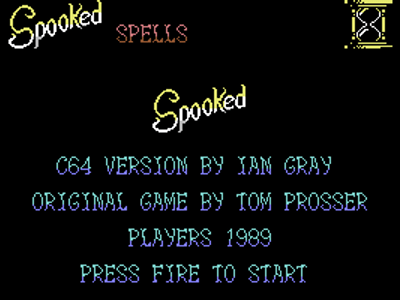 Spooked SPELLS
Spooked
C64 VERSION BY IAN GRAY
ORIGINAL GAME BY TOM PROSSER
PLAYERS 1989
PRESS FIRE TO START